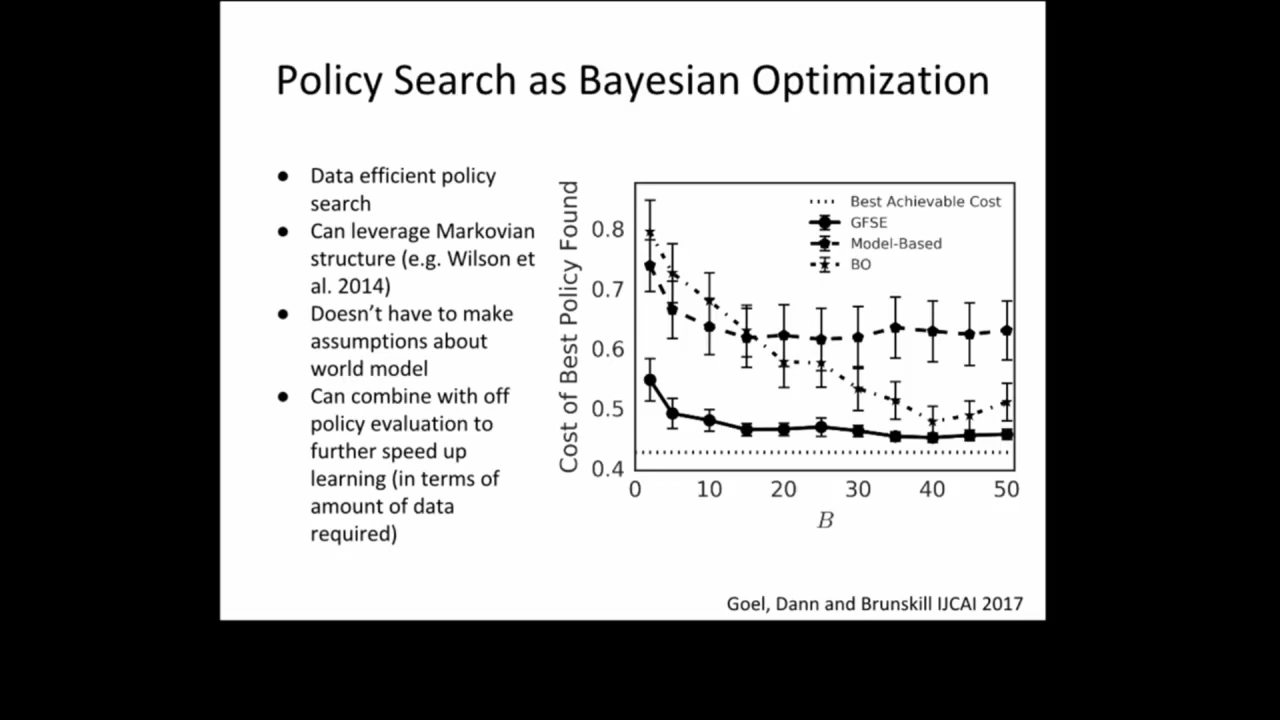 Policy Search as Bayesian Optimization
● Data efficient policy
search
● Can leverage Markovian
structure (e.g. Wilson et
al. 2014)
● Doesn’t have to make
assumptions about
world model
● Can combine with off
policy evaluation to
further speed up
learning (in terms of
amount of data
required)
Cost of Best Policy Found
0.8
0.7
0.6
0.5
0.4
Best Achievable Cost
GFSE
Model-Based
BO
0 10 20 30 40 50
B
Goel, Dann and Brunskill IJCAI 2017